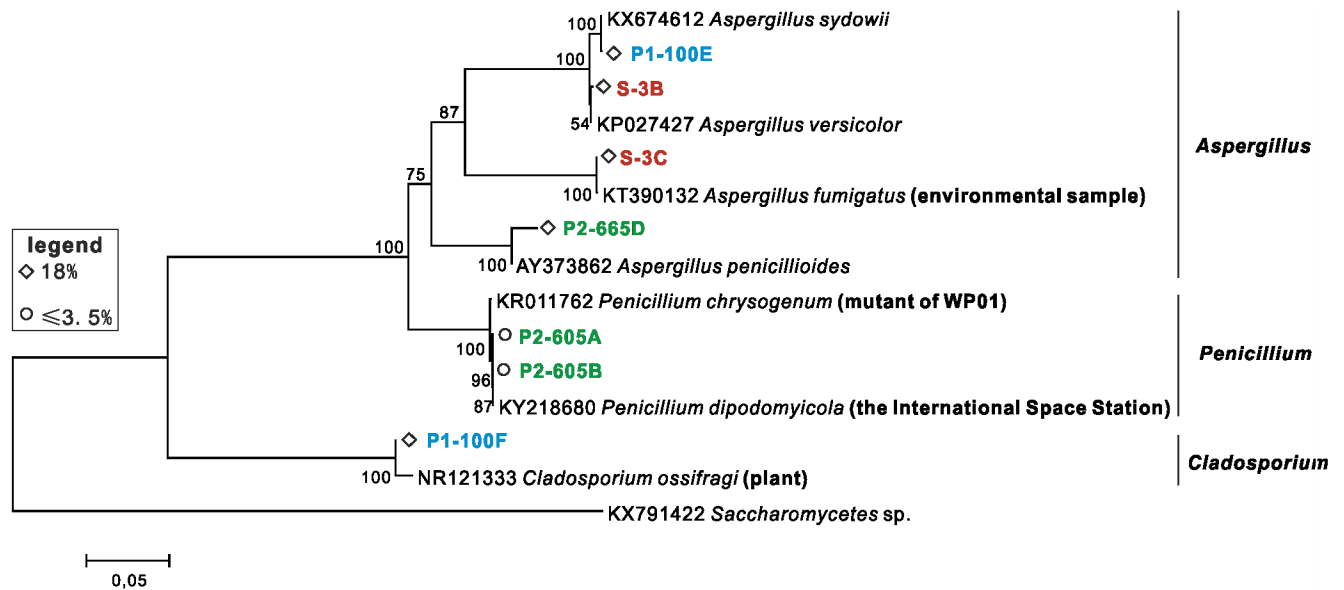 100 KX674612 Aspergillus sydowii
P1-100E
100
S-3B
87
54 KP027427 Aspergillus versicolor
Aspergillus
S-3C
75
100 KT390132 Aspergillus fumigatus (environmental sample)
P2-665D
legend
100
18%
100 AY373862 Aspergillus penicillioides
KR011762 Penicillium chrysogenum (mutant of WP01)
≤3. 5%
P2-605A
100
Penicillium
P2-605B
96
87 KY218680 Penicillium dipodomyicola (the International Space Station)
P1-100F
Cladosporium
100 NR121333 Cladosporium ossifragi (plant)
KX791422 Saccharomycetes sp.
0,05